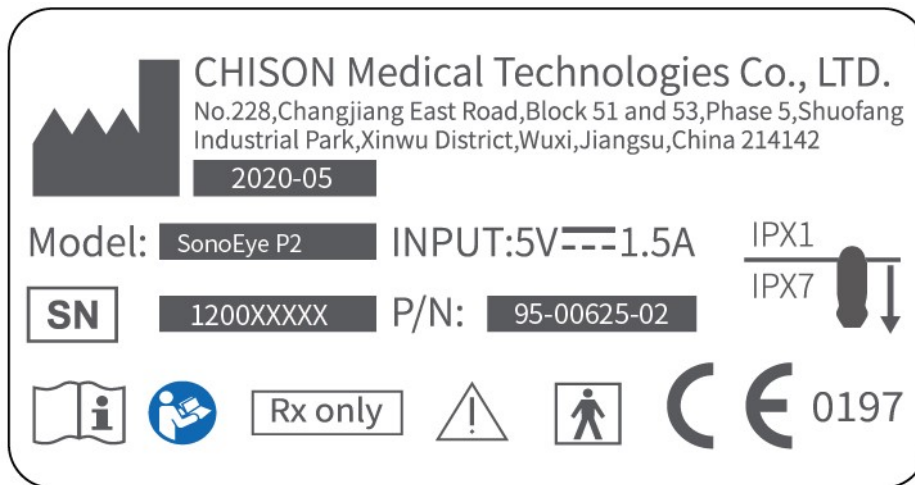 CHISON Medical Technologies Co., LTD.
No.228,Changjiang East Road,Block 51 and 53,Phase 5,Shuofang
Industrial Park,Xinwu District,Wuxi,Jiangsu,China 214142
2020-05
Model: SonoEye P2 INPUT:5V⎓1.5A IPX1
IPX7
SN 1200XXXXX P/N: 95-00625-02
i Rx only ! CE 0197